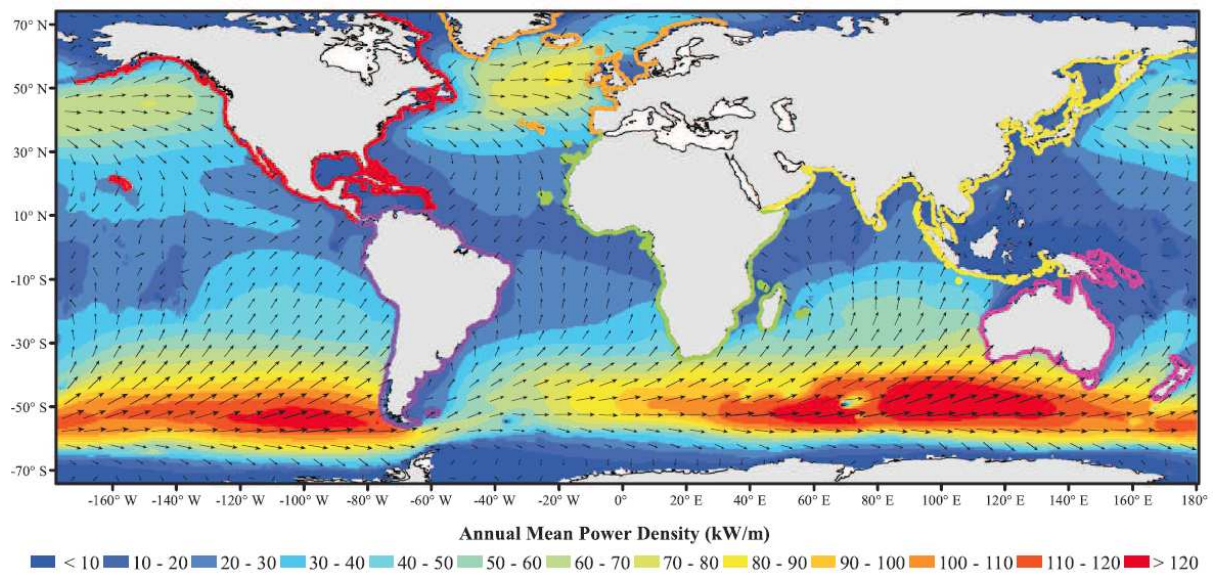 70° N
50° N
30° N
10° N
-10° S
-30° S
-50° S
-70° S
-160° W -140° W -120° W -100° W -80° W -60° W -40° W -20° W 0° 20° E 40° E 60° E 80° E 100° E 120° E 140° E 160° E 180°
Annual Mean Power Density (kW/m)
< 10 10 - 20 20 - 30 30 - 40 40 - 50 50 - 60 60 - 70 70 - 80 80 - 90 90 - 100 100 - 110 110 - 120 > 120